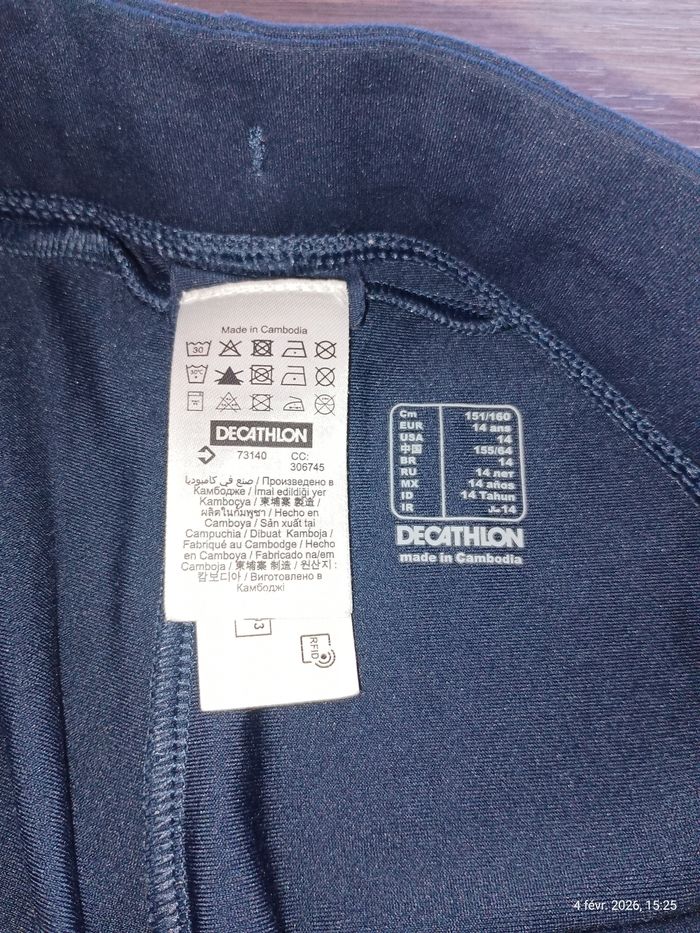 Made in Cambodia
30
30°C
DECATHLON
73140 CC:
306745
صنع في كامبوديا / Произведено в
Камбодже / İmal edildiği yer
Kamboçya / 東埔寨 製造 /
ผลิตในกัมพูชา / Hecho en
Camboya / Sản xuất tại
Campuchia / Dibuat Kamboja /
Fabriqué au Cambodge / Hecho
en Camboya / Fabricado na/em
Camboja / 柬埔寨 制造 / 원산지 :
캄보디아 / Виготовлено в
Камбоджі
RFID
Cm 151/160
EUR 14 ans
USA 14
中国 155/64
BR 14
RU 14 лет
MX 14 años
ID 14 Tahun
IR 14 سال
DECATHLON
made in Cambodia
4 févr. 2026, 15:25